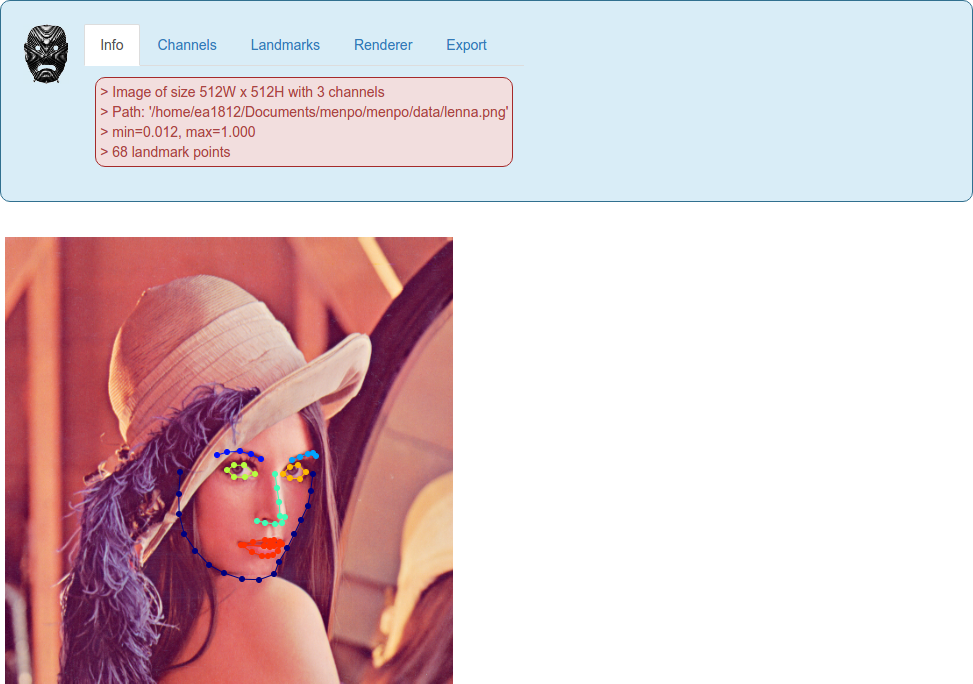 Info Channels Landmarks Renderer Export
> Image of size 512W x 512H with 3 channels
> Path: '/home/ea1812/Documents/menpo/menpo/data/lenna.png'
> min=0.012, max=1.000
> 68 landmark points